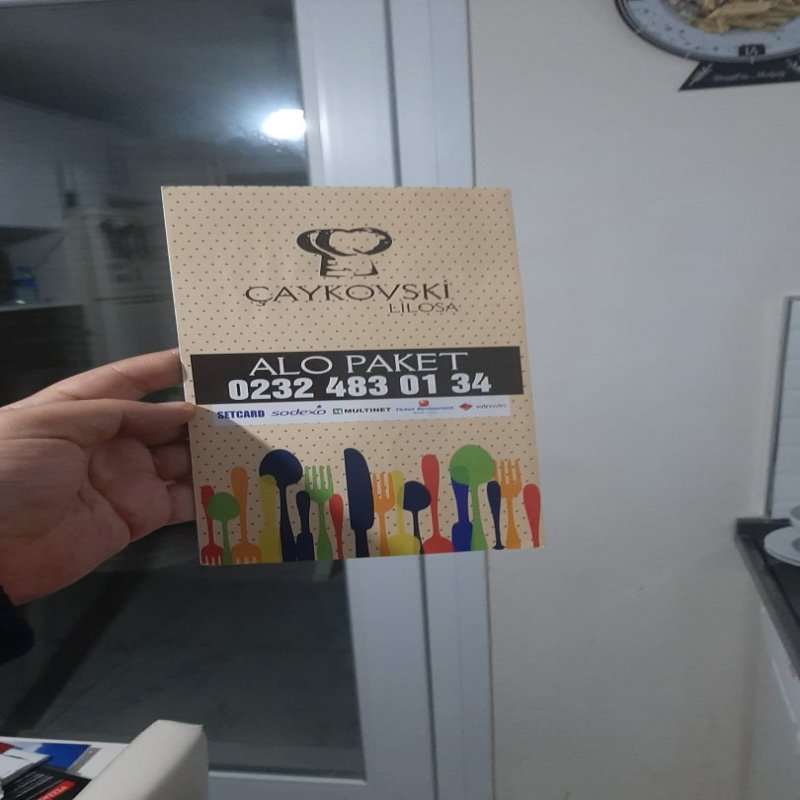 ÇAYKOVSKİ
LİLOSA
ALO PAKET
0232 483 01 34
SETCARD sodexo MULTINET Ticket Restaurant winwin